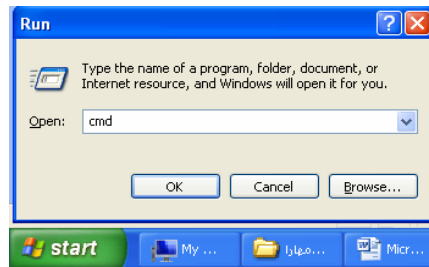 Run
Type the name of a program, folder, document, or
Internet resource, and Windows will open it for you.
Open: cmd
OK Cancel Browse...
start My ... مهارا... Micr...